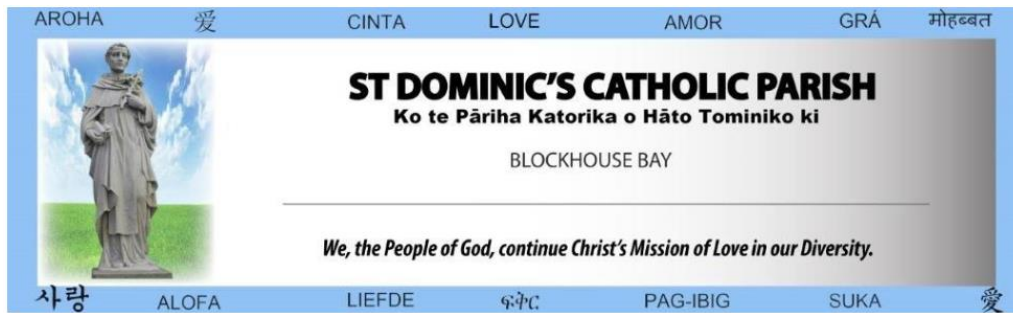 AROHA 爱 CINTA LOVE AMOR GRÁ मोहब्बत
ST DOMINIC'S CATHOLIC PARISH
Ko te Pāriha Katorika o Hāto Tominiko ki
BLOCKHOUSE BAY
We, the People of God, continue Christ's Mission of Love in our Diversity.
사랑 ALOFA LIEFDE ፍቅር PAG-IBIG SUKA 愛